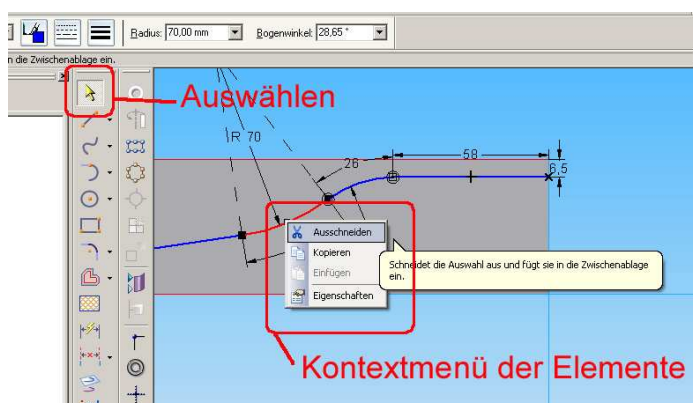 Radius: 70,00 mm Bogenwinkel: 28,65 °
n die Zwischenablage ein.
Auswählen
R 70
58
26
6,5
Ausschneiden
Kopieren
Einfügen
Eigenschaften
Schneidet die Auswahl aus und fügt sie in die Zwischenablage
ein.
Kontextmenü der Elemente